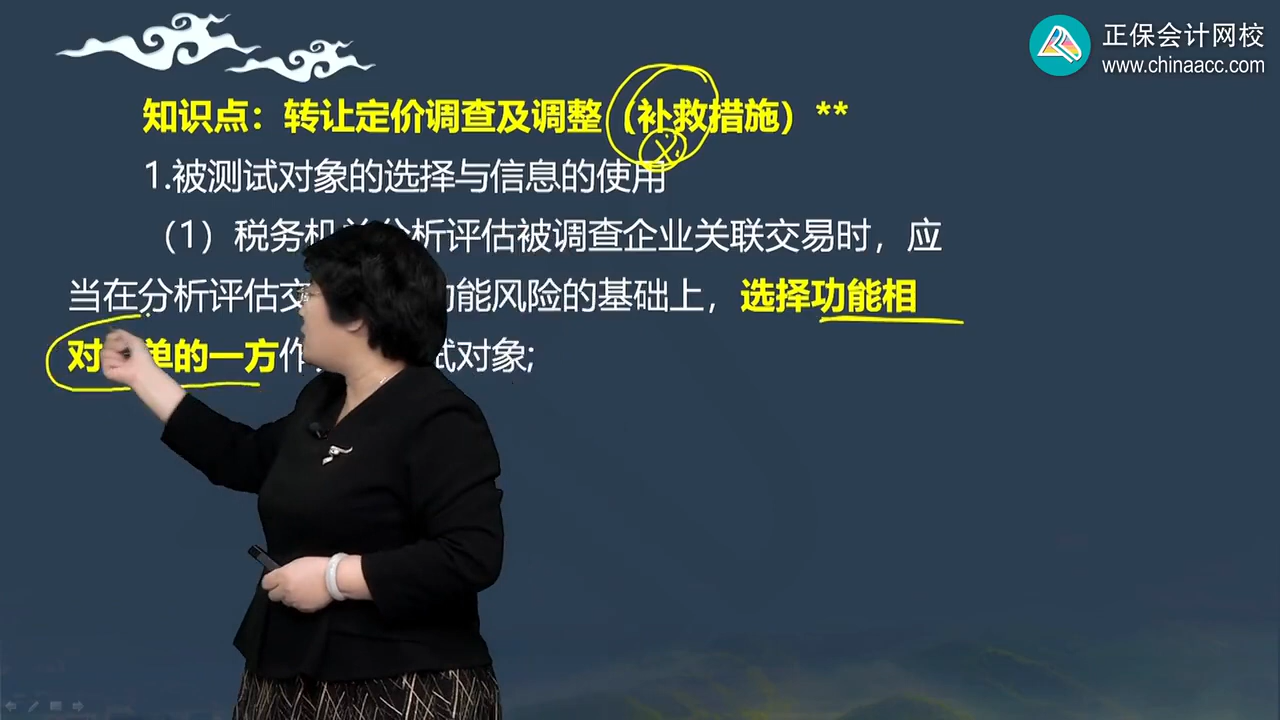 正保会计网校
www.chinaacc.com
知识点：转让定价调查及调整（补救措施）**
1.被测试对象的选择与信息的使用
（1）税务机关分析评估被调查企业关联交易时，应
当在分析评估交 功能风险的基础上，选择功能相
对 单的一方作 试对象;